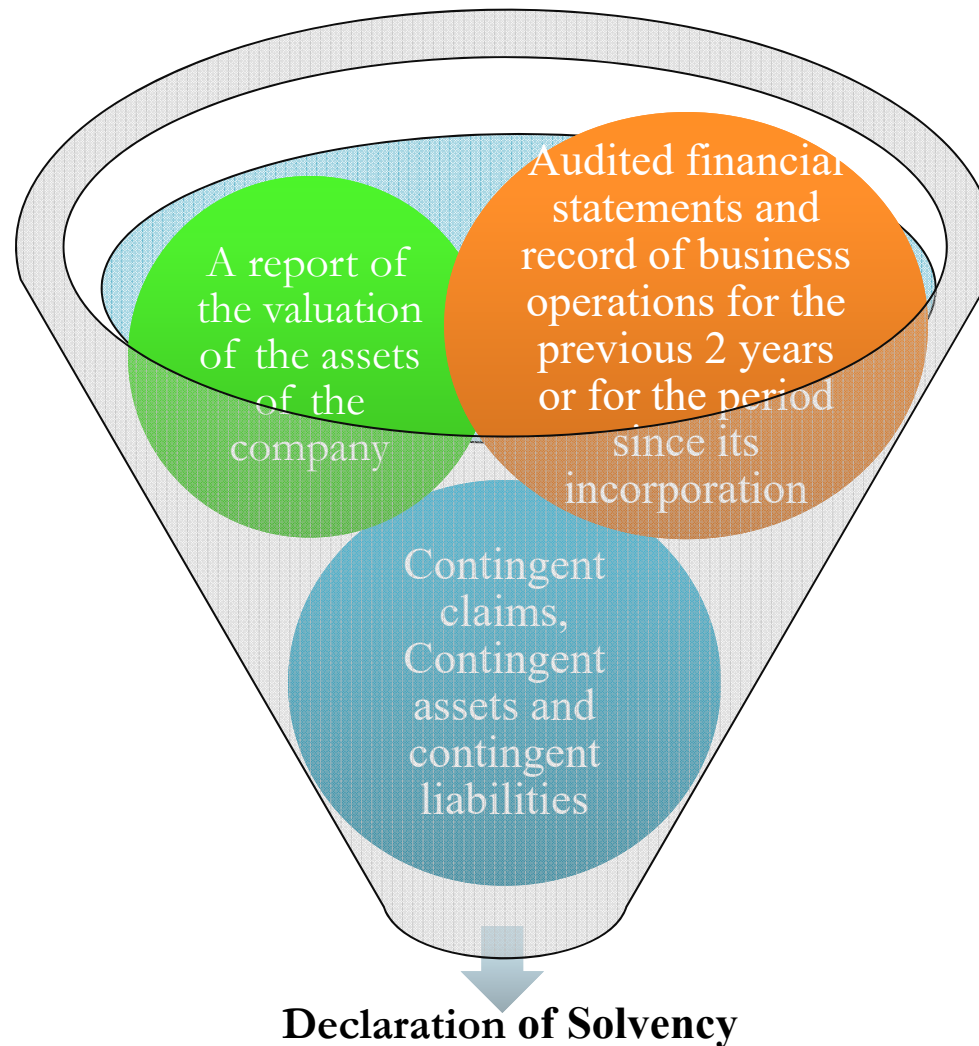 A report of
the valuation
of the assets
of the
company
Audited financial
statements and
record of business
operations for the
previous 2 years
or for the period
since its
incorporation
Contingent
claims,
Contingent
assets and
contingent
liabilities
Declaration of Solvency